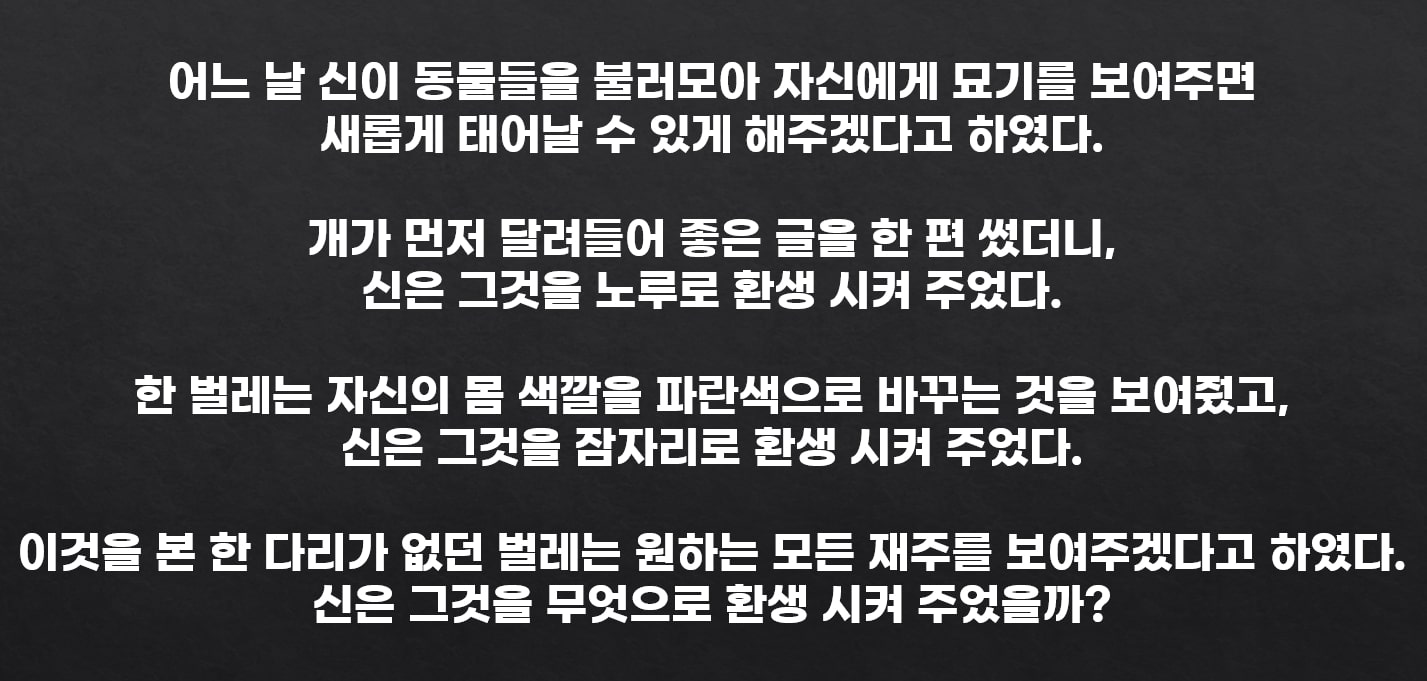 어느 날 신이 동물들을 불러모아 자신에게 묘기를 보여주면
새롭게 태어날 수 있게 해주겠다고 하였다.
개가 먼저 달려들어 좋은 글을 한 편 썼더니,
신은 그것을 노루로 환생 시켜 주었다.
한 벌레는 자신의 몸 색깔을 파란색으로 바꾸는 것을 보여줬고,
신은 그것을 잠자리로 환생 시켜 주었다.
이것을 본 한 다리가 없던 벌레는 원하는 모든 재주를 보여주겠다고 하였다.
신은 그것을 무엇으로 환생 시켜 주었을까?